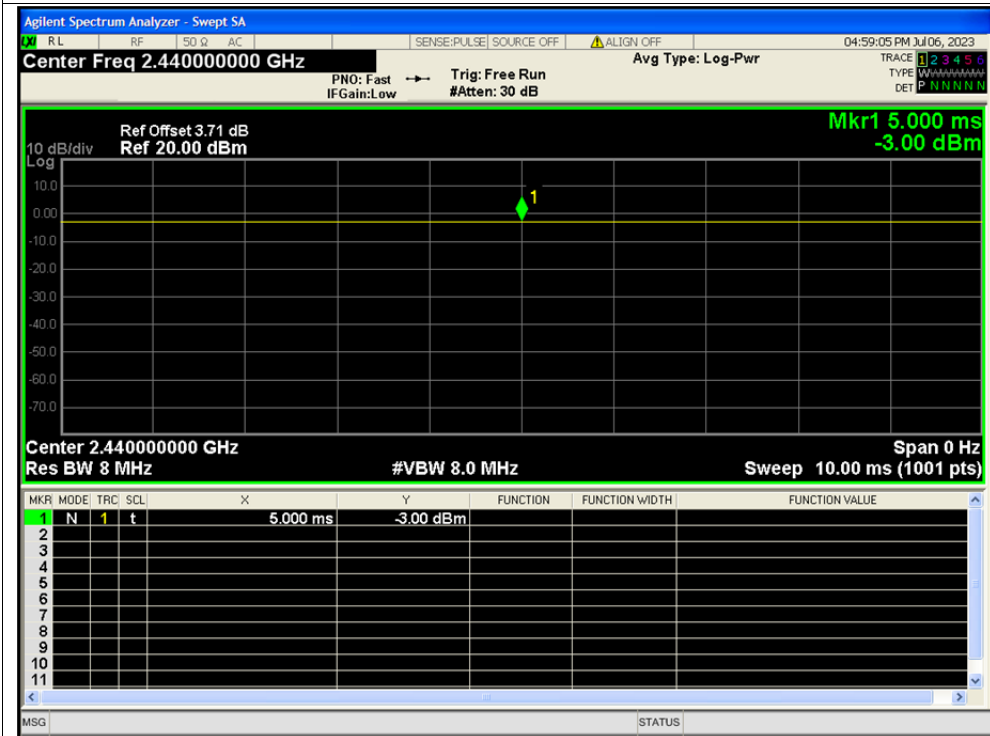 Agilent Spectrum Analyzer - Swept SA
LXI RL RF 50 Ω AC SENSE:PULSE SOURCE OFF ALIGN OFF 04:59:05 PM Jul 06, 2023
Center Freq 2.440000000 GHz Avg Type: Log-Pwr TRACE 1 2 3 4 5 6
PNO: Fast Trig: Free Run TYPE W
IFGain:Low #Atten: 30 dB DET P N N N N N
Mkr1 5.000 ms
Ref Offset 3.71 dB
10 dB/div Ref 20.00 dBm -3.00 dBm
Log
10.0
1
0.00
-10.0
-20.0
-30.0
-40.0
-50.0
-60.0
-70.0
Center 2.440000000 GHz Span 0 Hz
Res BW 8 MHz #VBW 8.0 MHz Sweep 10.00 ms (1001 pts)
MKR MODE TRC SCL X Y FUNCTION FUNCTION WIDTH FUNCTION VALUE
1 N 1 t 5.000 ms -3.00 dBm
2
3
4
5
6
7
8
9
10
11
MSG STATUS